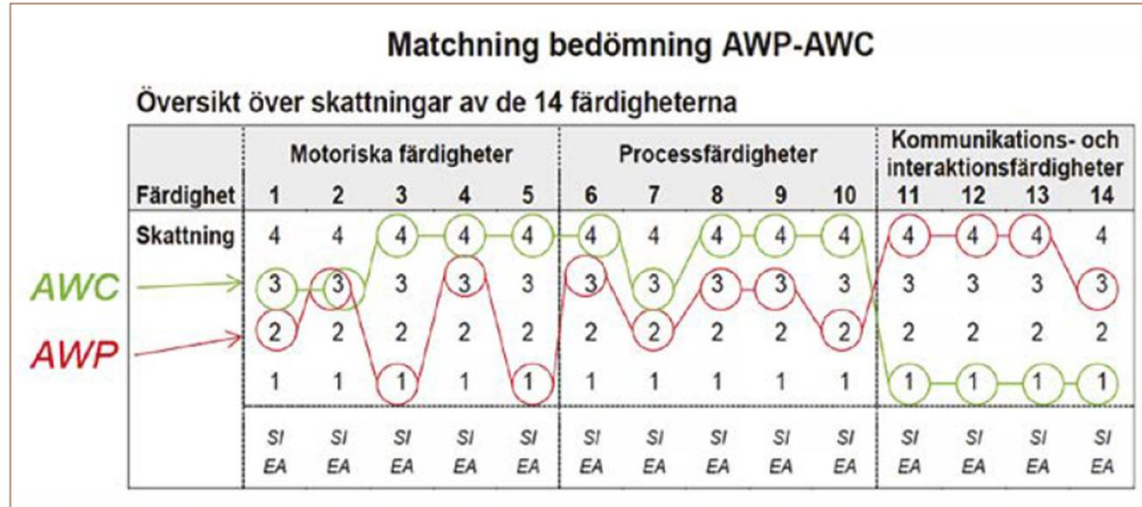 Matchning bedömning AWP-AWC
Översikt över skattningar av de 14 färdigheterna
Motoriska färdigheter Processfärdigheter Kommunikations- och interaktionsfärdigheter
Färdighet 1 2 3 4 5 6 7 8 9 10 11 12 13 14
Skattning 4 4 4 4 4 4 4 4 4 4 4 4 4 4
AWC 3 3 3 3 3 3 3 3 3 3 3 3 3 3
AWP 2 2 2 2 2 2 2 2 2 2 2 2 2 2
1 1 1 1 1 1 1 1 1 1 1 1 1 1
SI SI SI SI SI SI SI SI SI SI SI SI SI SI
EA EA EA EA EA EA EA EA EA EA EA EA EA EA